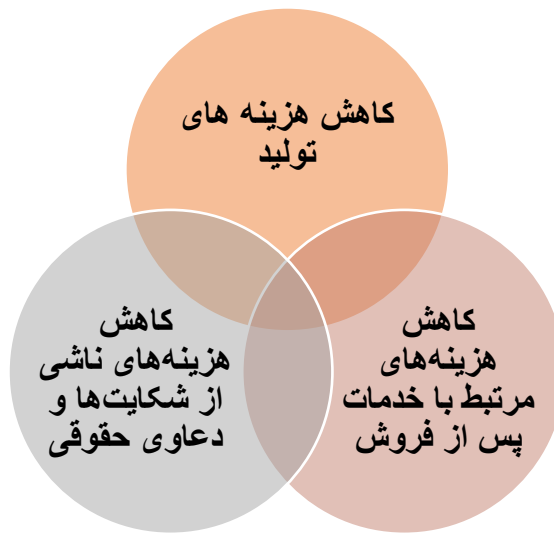 کاهش هزینه های
تولید
کاهش
هزینه‌های
مرتبط با خدمات
پس از فروش
کاهش
هزینه‌های ناشی
از شکایت‌ها و
دعاوی حقوقی